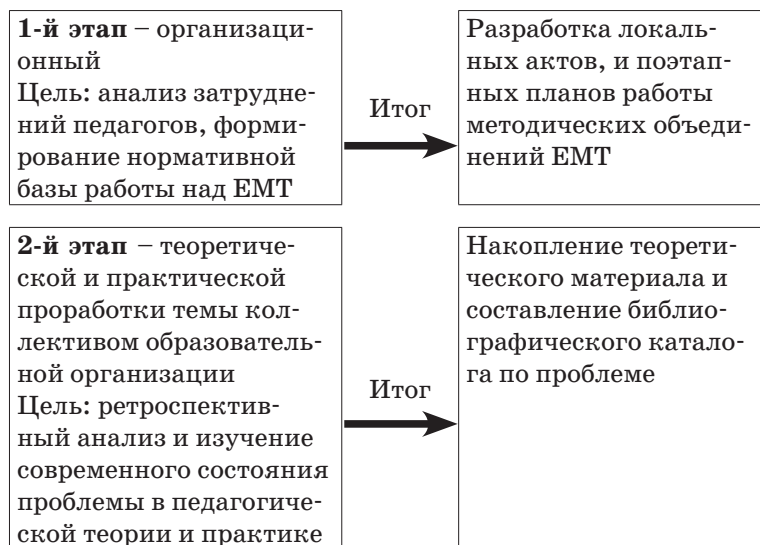 1-й этап – организаци-
онный
Цель: анализ затрудне-
ний педагогов, форми-
рование нормативной
базы работы над ЕМТ
Итог
Разработка локаль-
ных актов, и поэтап-
ных планов работы
методических объеди-
нений ЕМТ
2-й этап – теоретиче-
ской и практической
проработки темы кол-
лективом образователь-
ной организации
Цель: ретроспектив-
ный анализ и изучение
современного состояния
проблемы в педагогиче-
ской теории и практике
Итог
Накопление теорети-
ческого материала и
составление библио-
графического катало-
га по проблеме